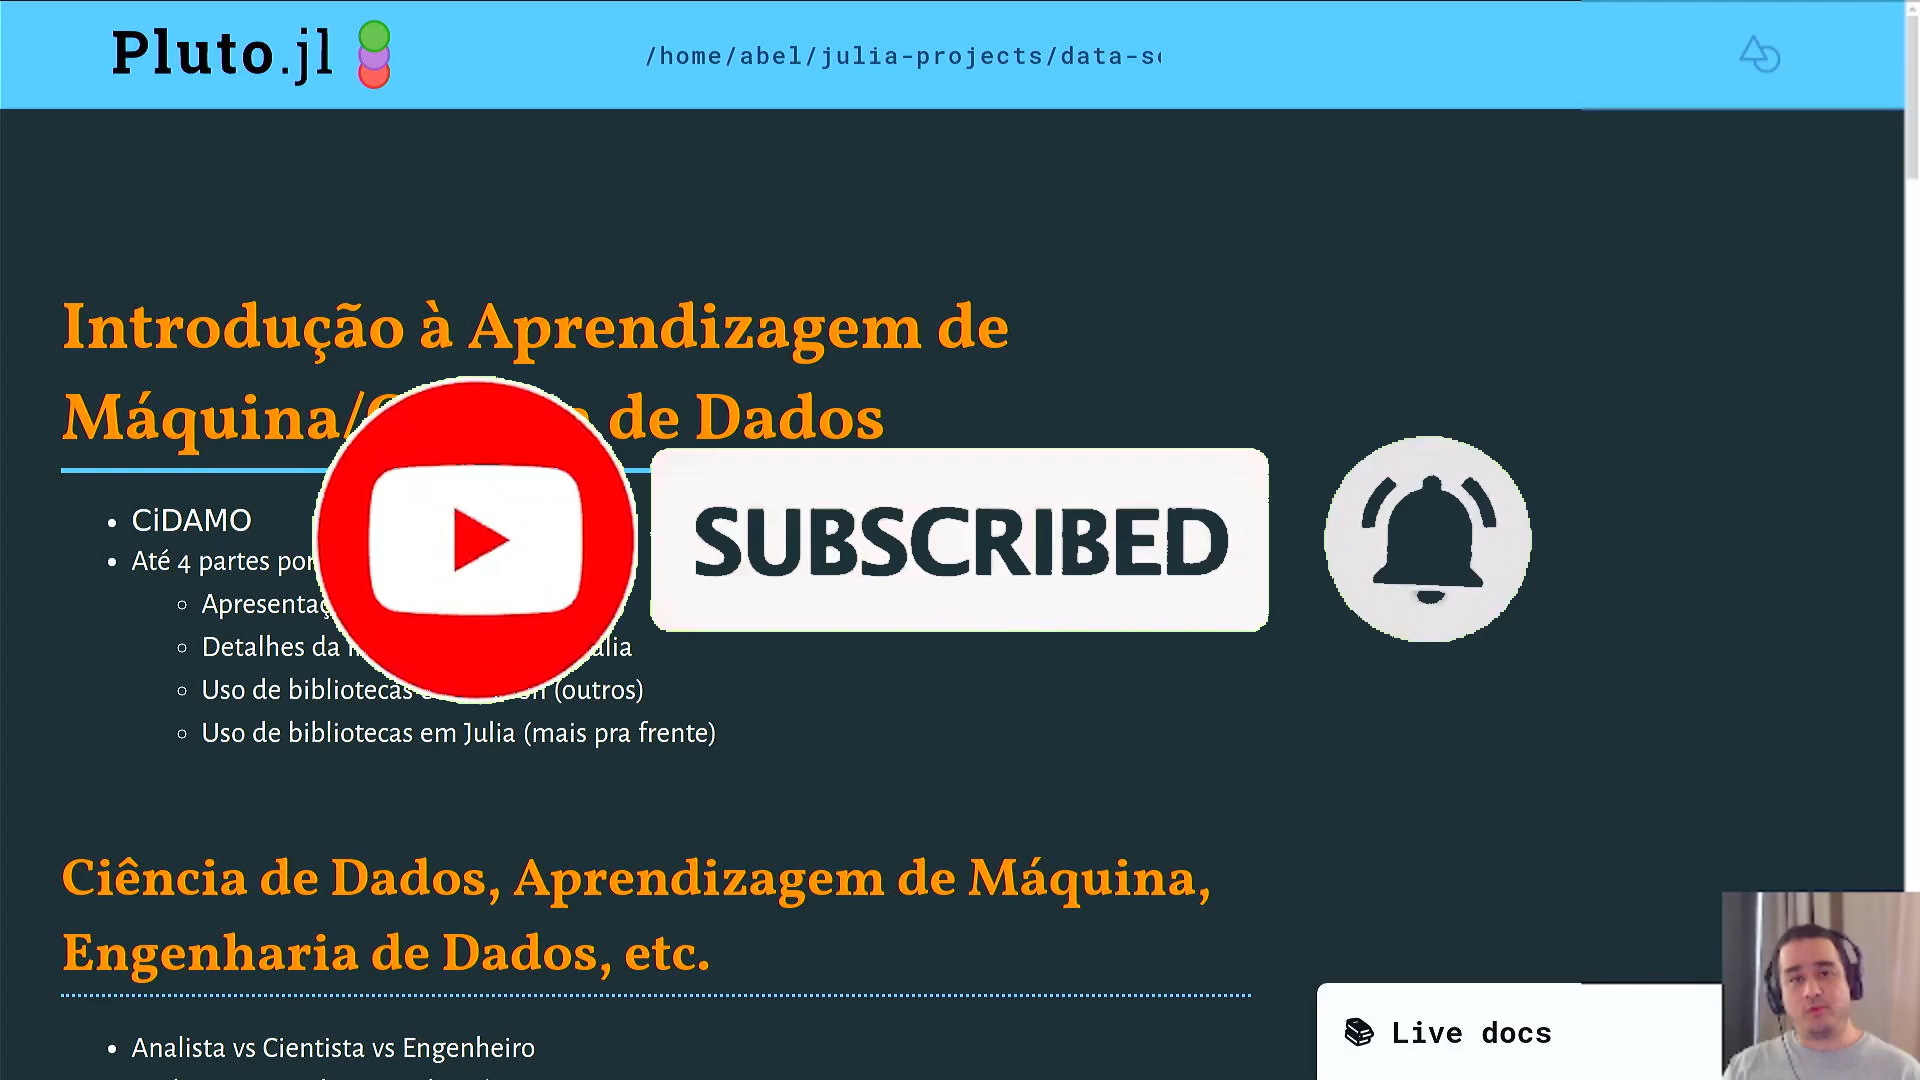 Pluto.jl
/home/abel/julia-projects/data-s
Introdução à Aprendizagem de
Máquina/ de Dados
SUBSCRIBED
CiDAMO
Até 4 partes por
Apresentaç
Detalhes da
Uso de bibliotecas (outros)
Uso de bibliotecas em Julia (mais pra frente)
Ciência de Dados, Aprendizagem de Máquina,
Engenharia de Dados, etc.
Analista vs Cientista vs Engenheiro
Live docs